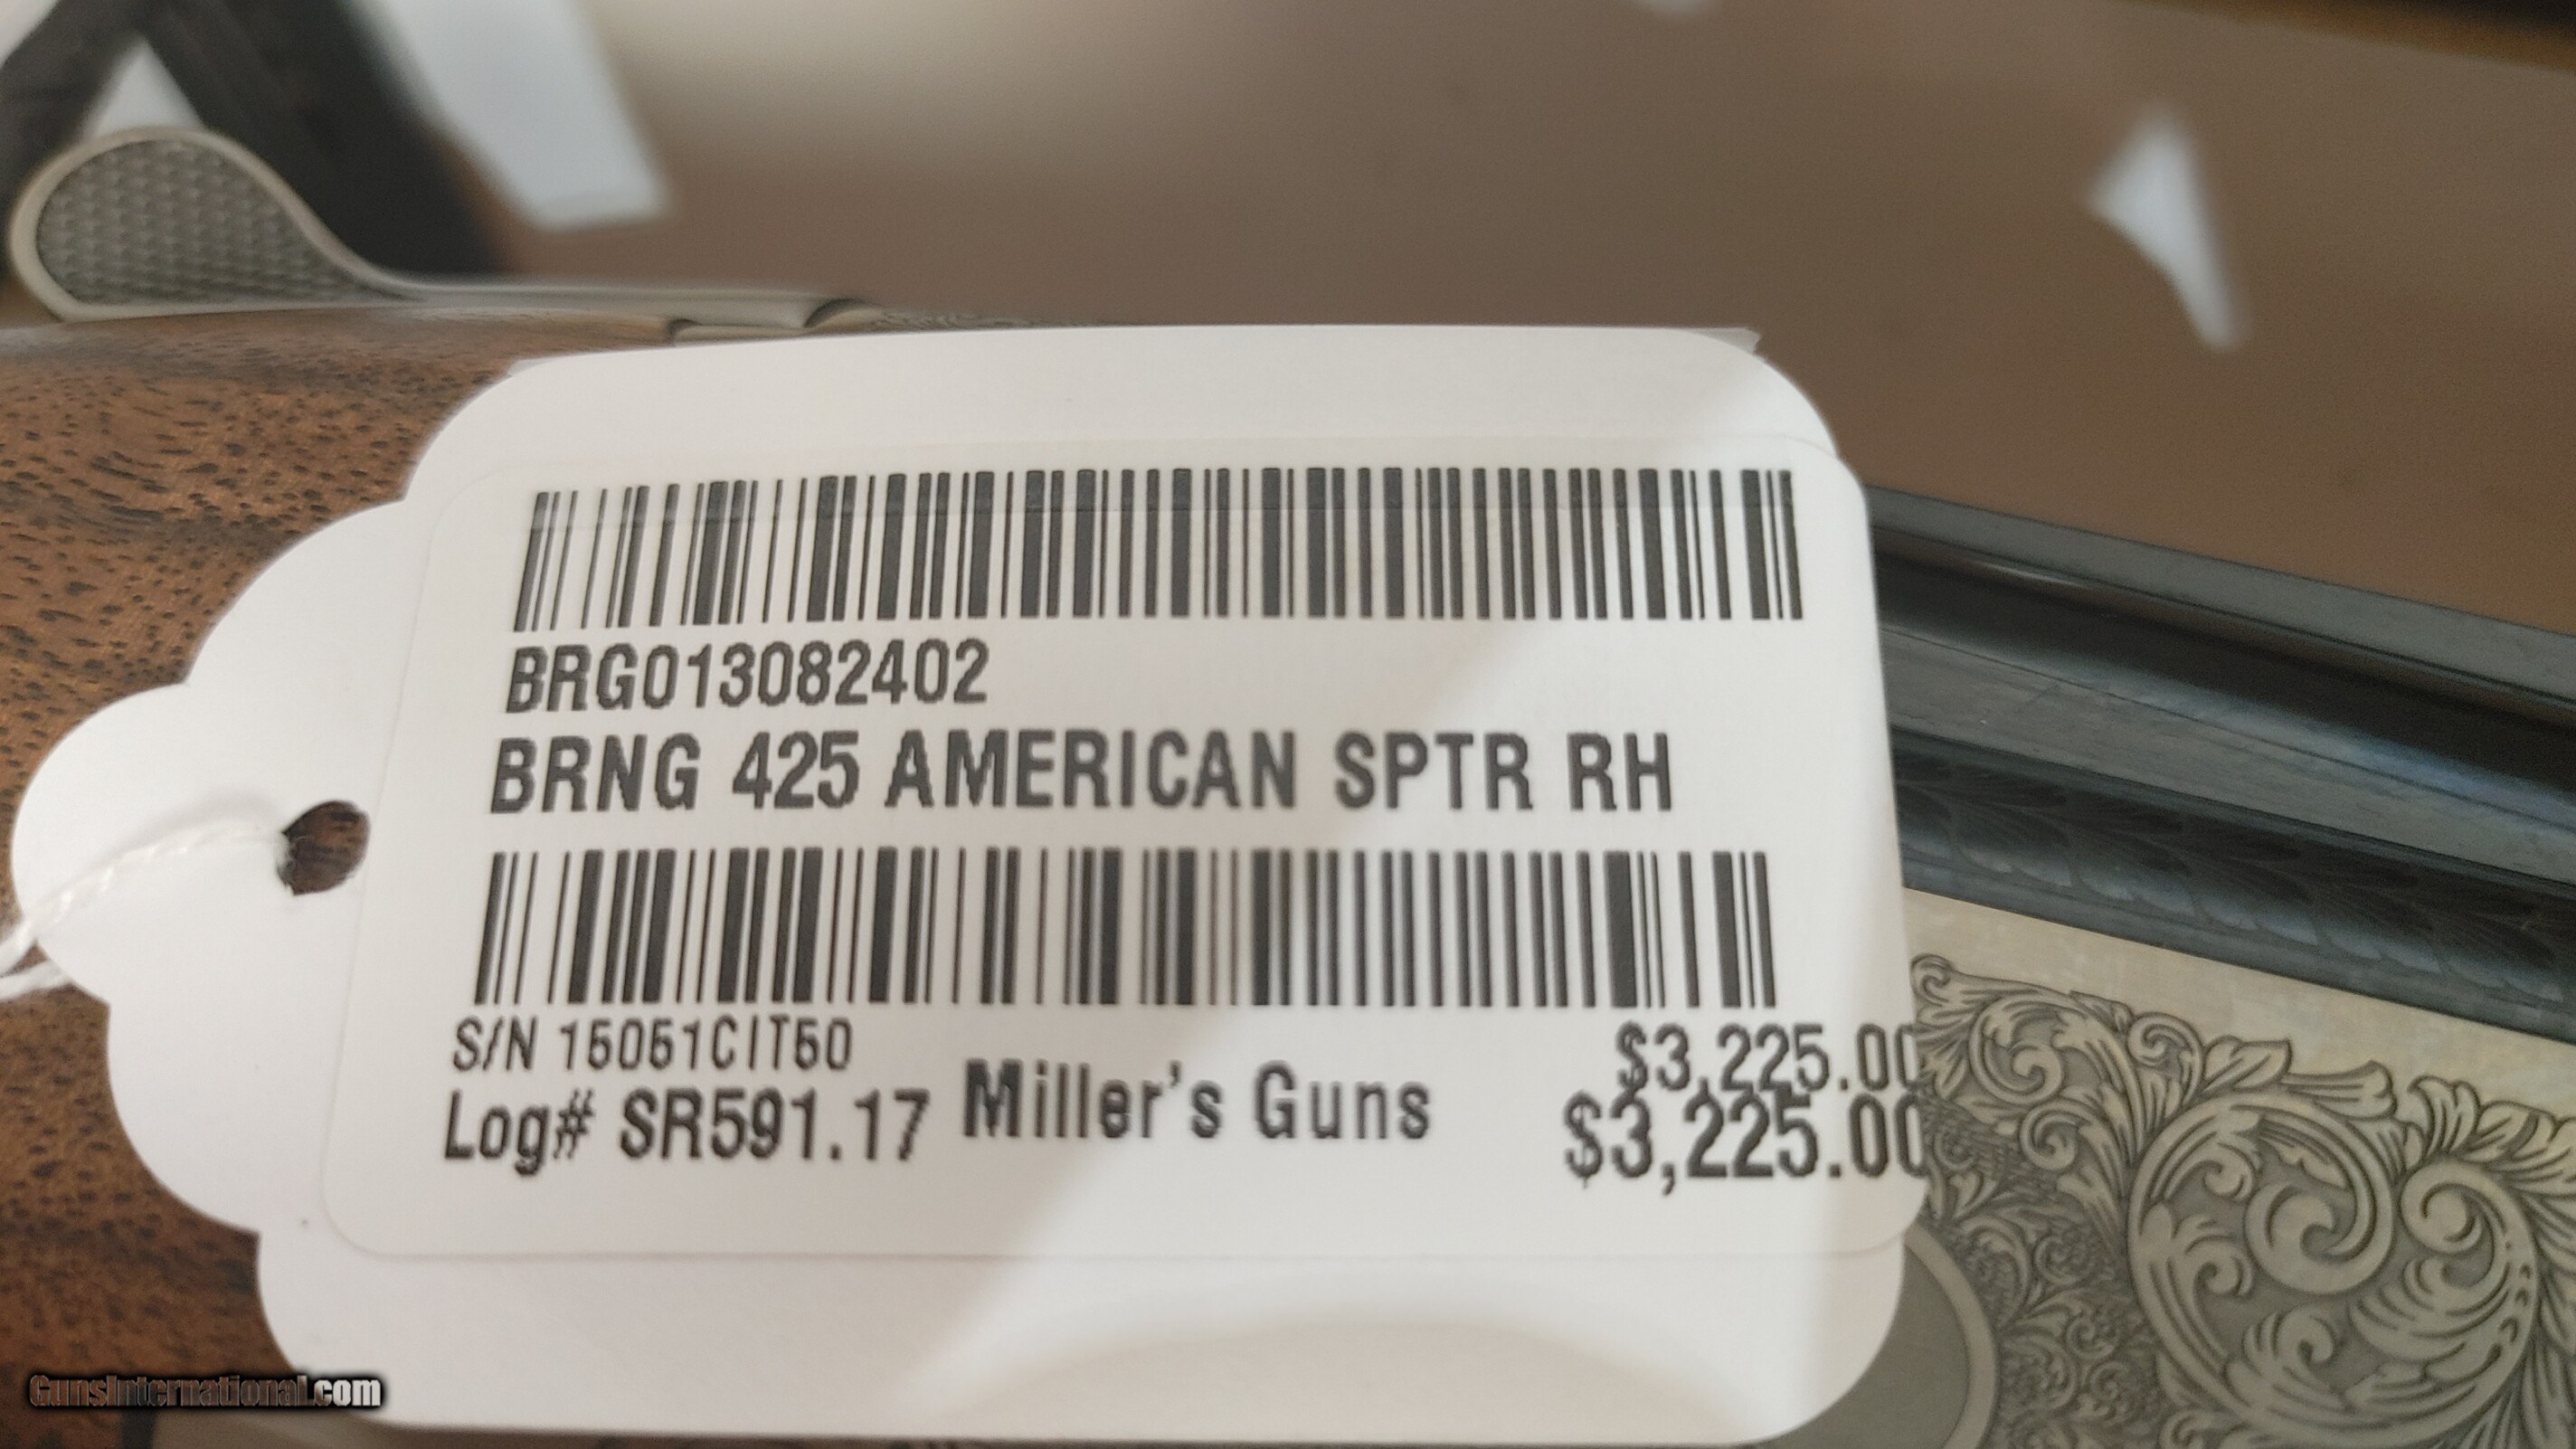 BRG013082402
BRNG 425 AMERICAN SPTR RH
S/N 15051CIT50
$3,225.00
Log# SR591.17 Miller's Guns $3,225.00
GunsInternational.com